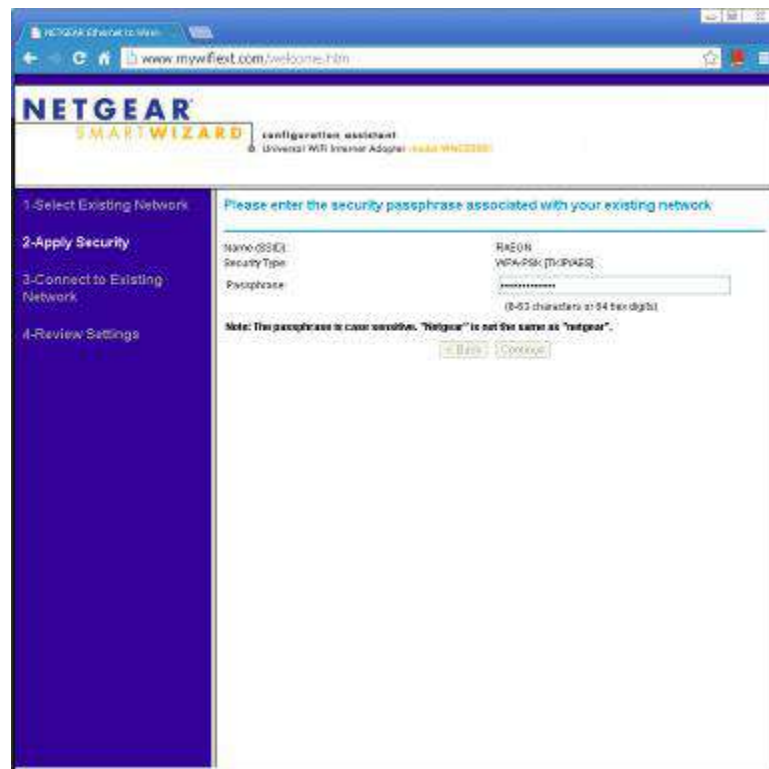 NETGEAR Ethernet to Wirel
www.mywifiext.com/welcome.htm
NETGEAR
SMARTWIZARD
configuration assistant
Universal WiFi Internet Adapter model
1-Select Existing Network
2-Apply Security
3-Connect to Existing
Network
4-Review Settings
Please enter the security passphrase associated with your existing network
Name (SSID):
Security Type:
WPA-PSK [TKIP/AES]
Passphrase
(8-63 characters or 64 hex digits)
Note: The passphrase is case sensitive. "Netgear" is not the same as "netgear".
< Back
Continue